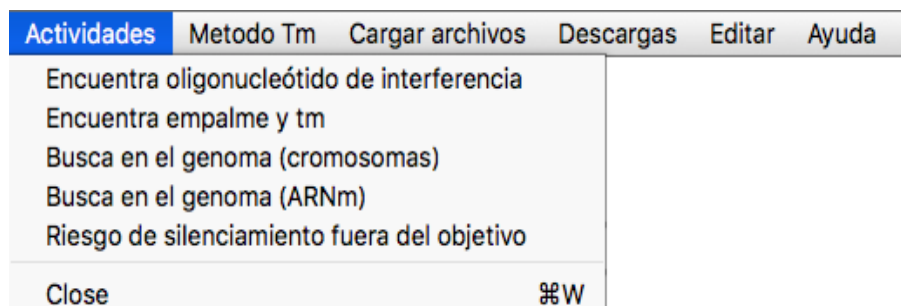 Actividades Metodo Tm Cargar archivos Descargas Editar Ayuda
Encuentra oligonucleótido de interferencia
Encuentra empalme y tm
Busca en el genoma (cromosomas)
Busca en el genoma (ARNm)
Riesgo de silenciamiento fuera del objetivo
Close ⌘W